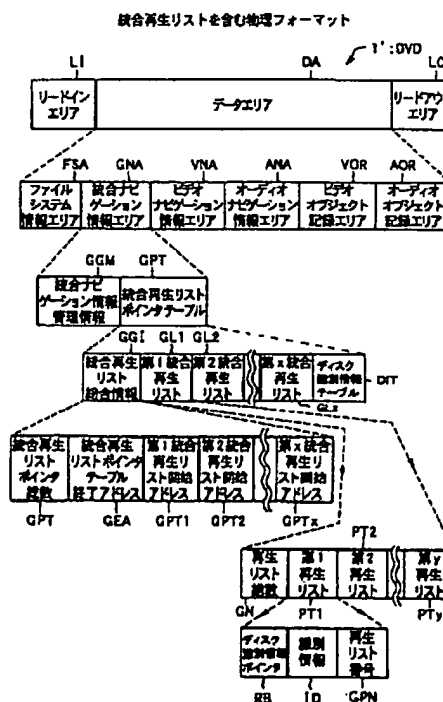 統合再生リストを含む物理フォーマット
1':DVD
LI
DA
LO
リードイン
エリア
データエリア
リードアウ
エリア
FSA
GNA
VNA
ANA
VOR
AOR
ファイル
システム
情報エリア
統合ナビ
ゲーション
情報エリア
ビデオ
ナビゲーション
情報エリア
オーディオ
ナビゲーション
情報エリア
ビデオ
オブジェクト
記録エリア
オーディオ
オブジェクト
記録エリア
GGM
GPT
統合ナビ
ゲーション情報
管理情報
統合再生リスト
ポインタテーブル
GGI
GL1
GL2
統合再生
リスト
総合情報
第1統合
再生
リスト
第2統合
再生
リスト
第x統合
再生
リスト
ディスク
識別情報
テーブル
DIT
GLx
統合再生
リスト
ポインタ
総数
統合再生
リストポインタ
テーブル
終了アドレス
第1統合
再生リ
スト開始
アドレス
第2統合
再生リ
スト開始
アドレス
第x統合
再生リ
スト開始
アドレス
GPT
GEA
GPT1
GPT2
GPTx
PT2
再生
リスト
総数
第1
再生
リスト
第2
再生
リスト
第y
再生
リスト
GN
PT1
PTy
ディスク
識別情報
ポインタ
識別
情報
再生
リスト
番号
RB
ID
GPN